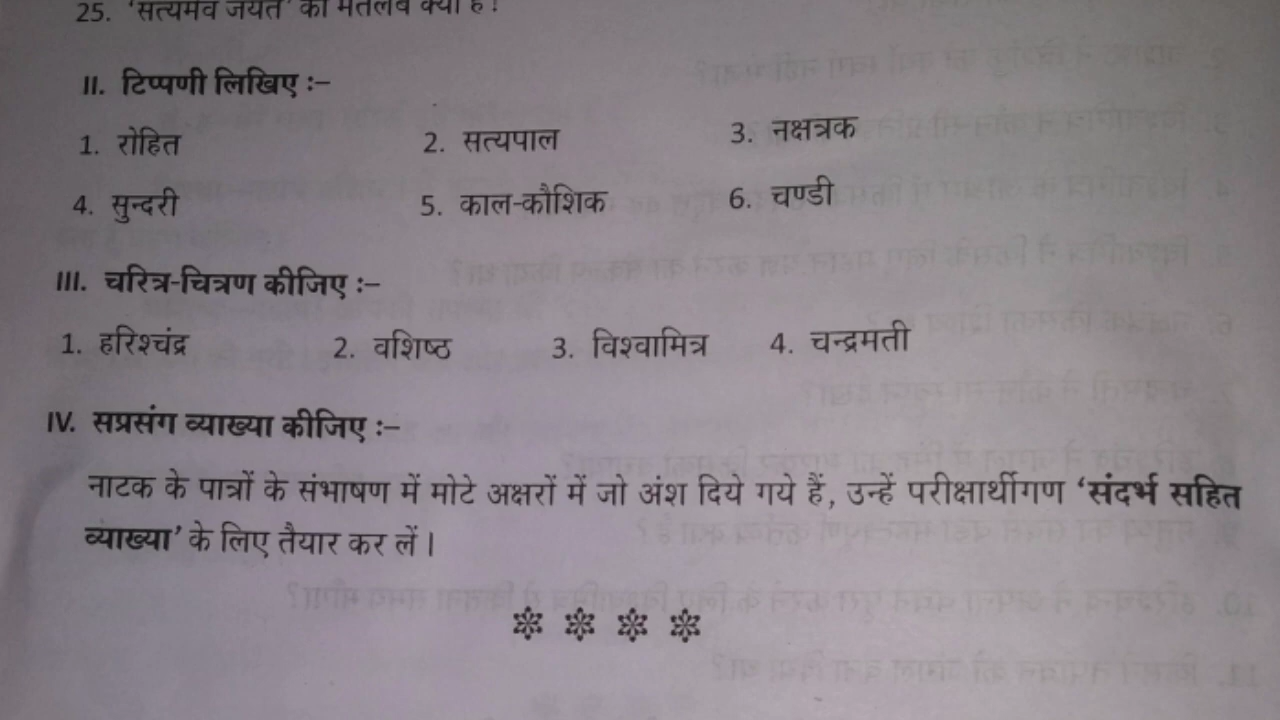 25. 'सत्यमेव जयते' का मतलब क्या है?
II. टिप्पणी लिखिए :–
1. रोहित 2. सत्यपाल 3. नक्षत्रक
4. सुन्दरी 5. काल-कौशिक 6. चण्डी
III. चरित्र-चित्रण कीजिए :–
1. हरिश्चंद्र 2. वशिष्ठ 3. विश्वामित्र 4. चन्द्रमती
IV. सप्रसंग व्याख्या कीजिए :–
नाटक के पात्रों के संभाषण में मोटे अक्षरों में जो अंश दिये गये हैं, उन्हें परीक्षार्थीगण 'संदर्भ सहित
व्याख्या' के लिए तैयार कर लें ।